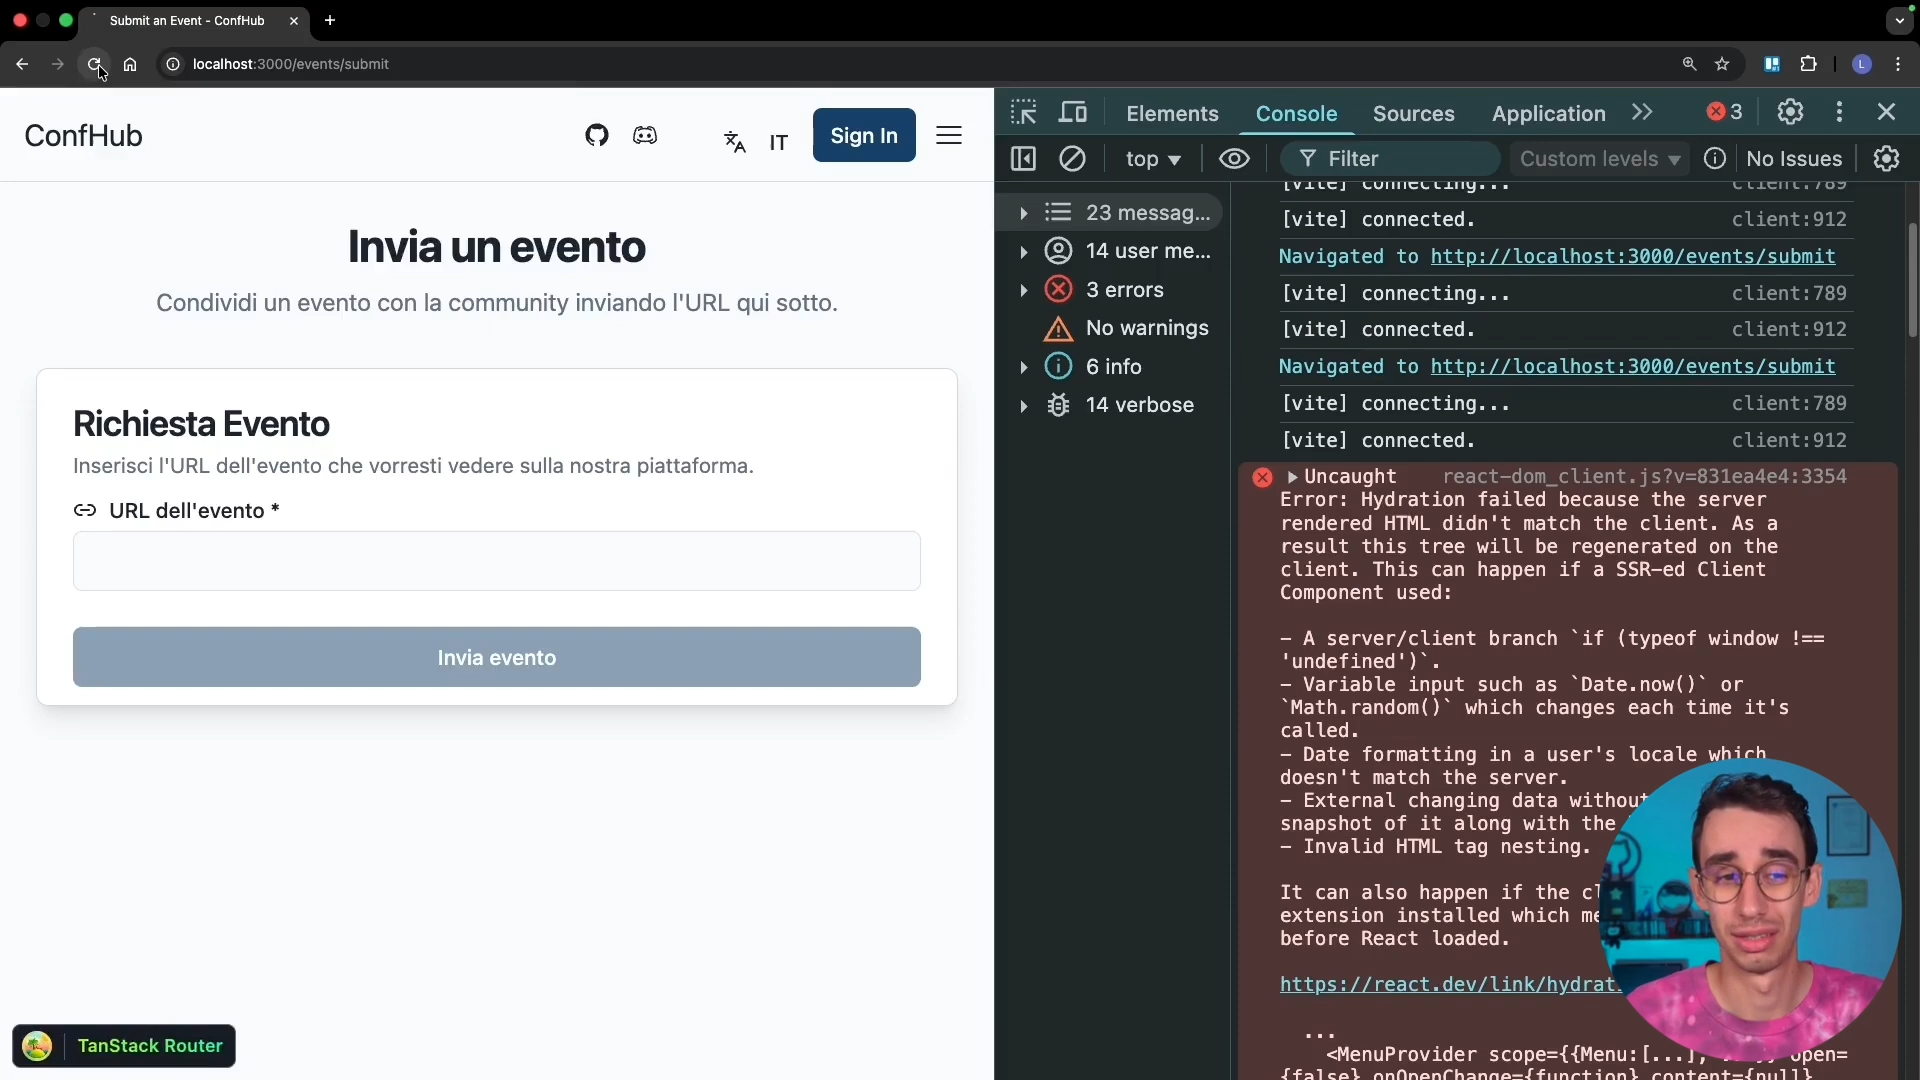 Submit an Event - ConfHub
localhost:3000/events/submit
L
ConfHub
IT
Sign In
Invia un evento
Condividi un evento con la community inviando l'URL qui sotto.
Richiesta Evento
Inserisci l'URL dell'evento che vorresti vedere sulla nostra piattaforma.
URL dell'evento *
Invia evento
TanStack Router
Elements
Console
Sources
Application
3
top
Filter
Custom levels
No Issues
23 messag...
14 user me...
3 errors
No warnings
6 info
14 verbose
[vite] connecting... client:789
[vite] connected. client:912
Navigated to http://localhost:3000/events/submit
[vite] connecting... client:789
[vite] connected. client:912
Navigated to http://localhost:3000/events/submit
[vite] connecting... client:789
[vite] connected. client:912
Uncaught react-dom_client.js?v=831ea4e4:3354
Error: Hydration failed because the server
rendered HTML didn't match the client. As a
result this tree will be regenerated on the
client. This can happen if a SSR-ed Client
Component used:
- A server/client branch `if (typeof window !==
'undefined')`.
- Variable input such as `Date.now()` or
`Math.random()` which changes each time it's
called.
- Date formatting in a user's locale which
doesn't match the server.
- External changing data without
snapshot of it along with the
- Invalid HTML tag nesting.
It can also happen if the
extension installed which
before React loaded.
https://react.dev/link/hydrat
...
<MenuProvider scope={{Menu:[...], open=
{false} onOpenChange={function} content={null}